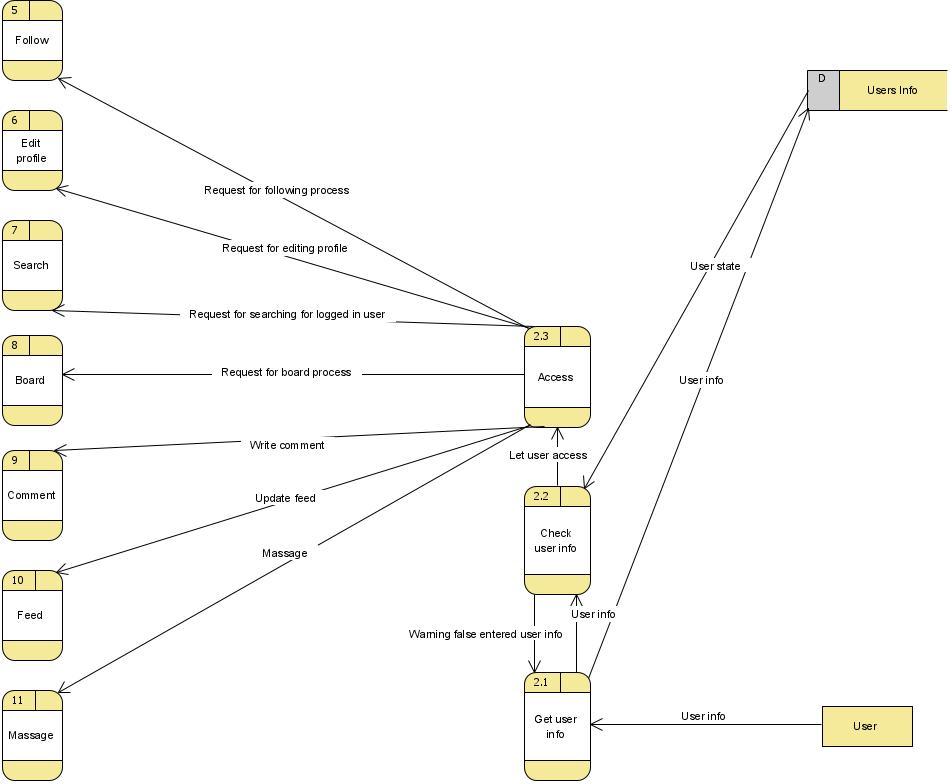 5
Follow
D
Users Info
6
Edit
profile
Request for following process
7
Search
Request for editing profile
User state
Request for searching for logged in user
8
Board
Request for board process
2.3
Access
User info
9
Comment
Write comment
Let user access
Update feed
2.2
Check
user info
10
Feed
Massage
User info
Warning false entered user info
11
Massage
2.1
Get user
info
User info
User